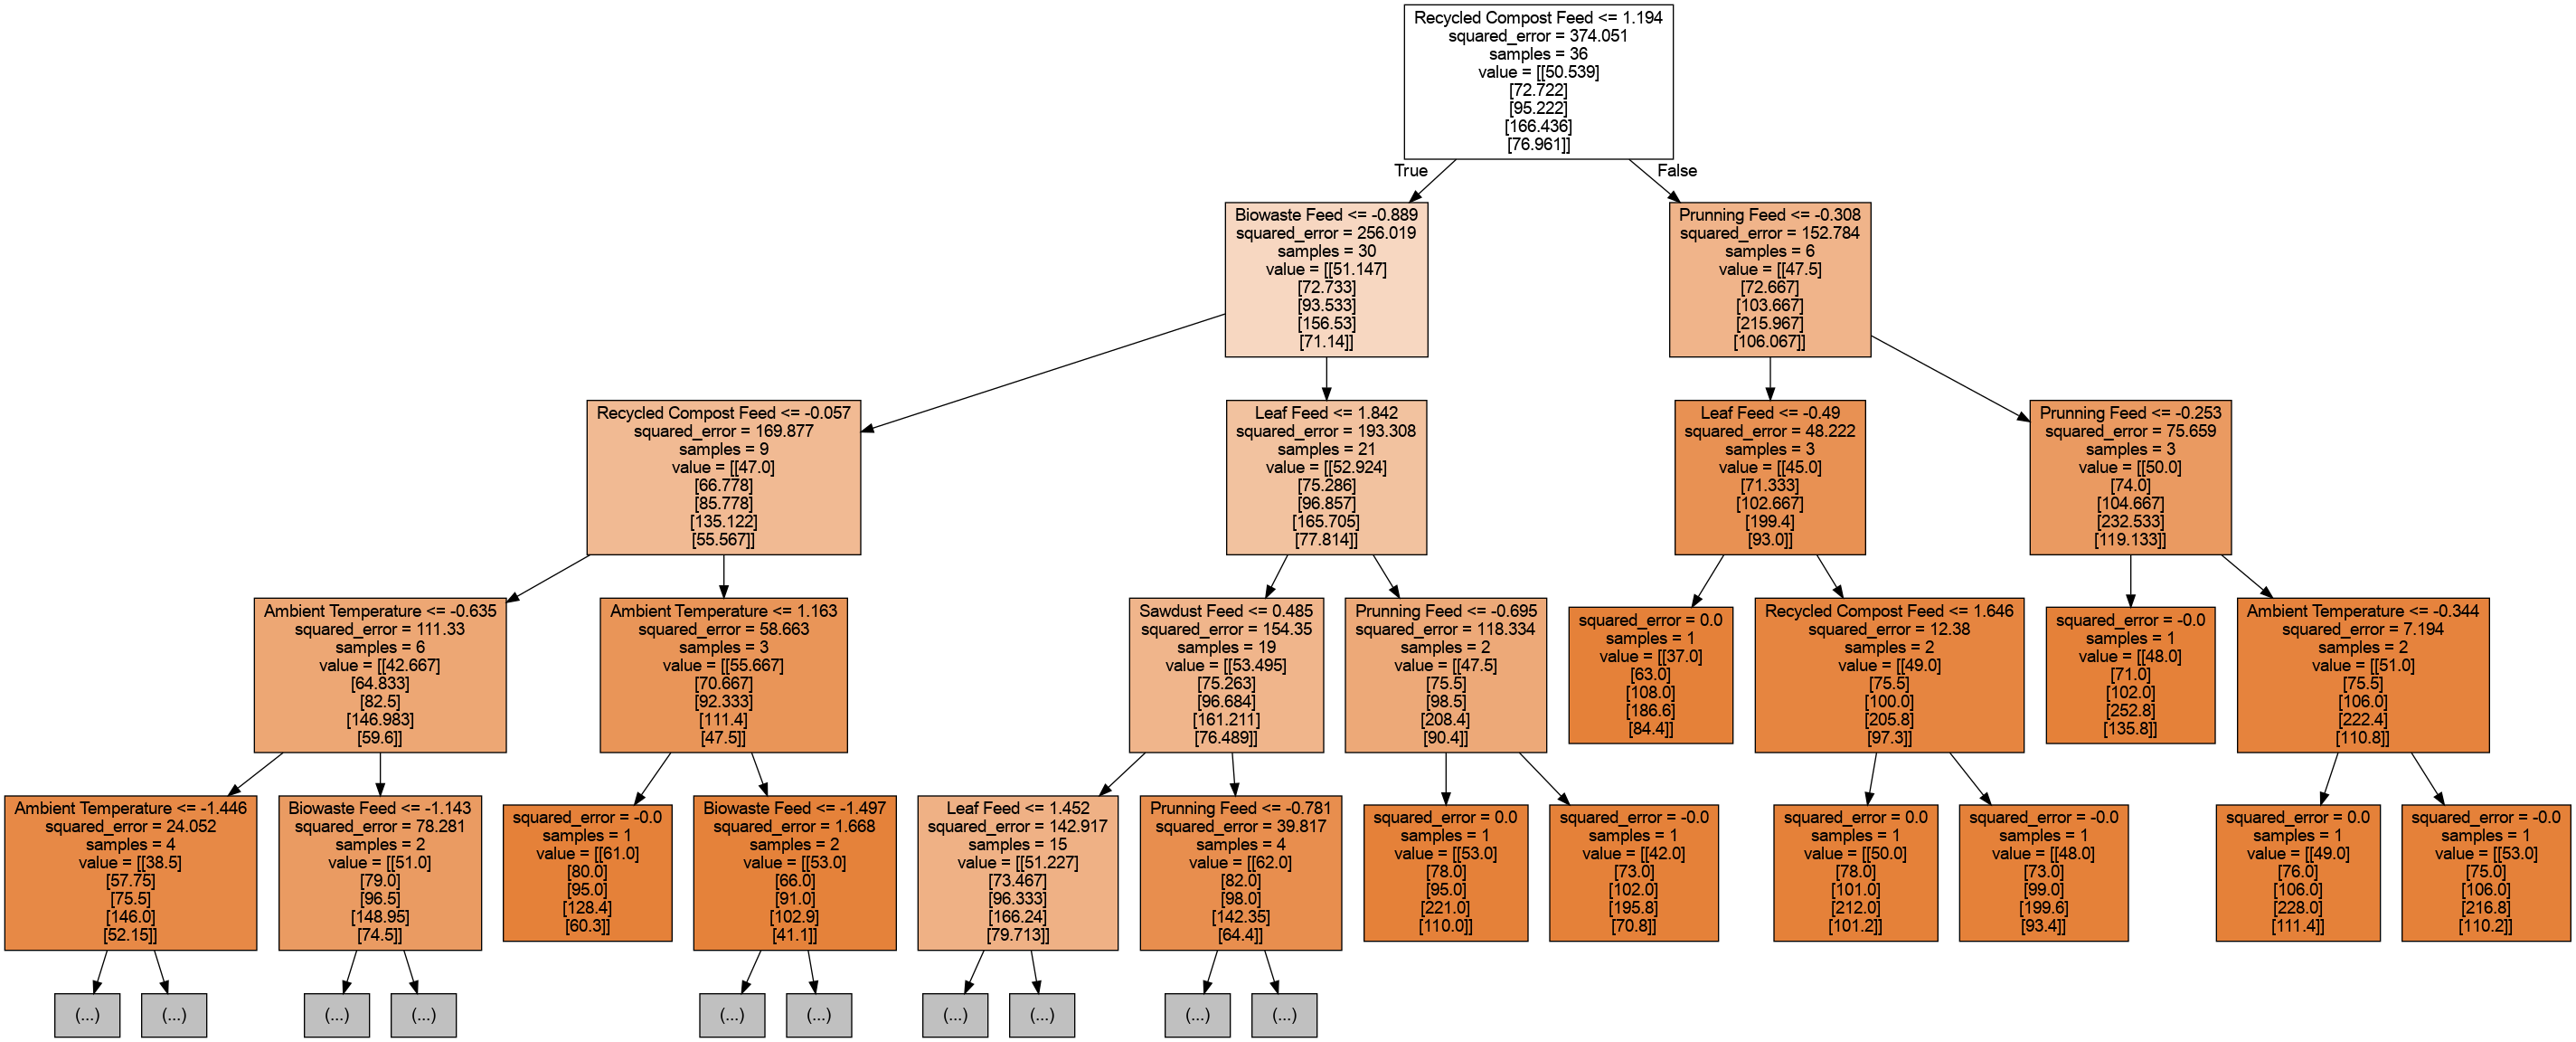 Recycled Compost Feed <= 1.194
squared_error = 374.051
samples = 36
value = [[50.539]
[72.722]
[95.222]
[166.436]
[76.961]]
True
False
Biowaste Feed <= -0.889
squared_error = 256.019
samples = 30
value = [[51.147]
[72.733]
[93.533]
[156.53]
[71.14]]
Prunning Feed <= -0.308
squared_error = 152.784
samples = 6
value = [[47.5]
[72.667]
[103.667]
[215.967]
[106.067]]
Recycled Compost Feed <= -0.057
squared_error = 169.877
samples = 9
value = [[47.0]
[66.778]
[85.778]
[135.122]
[55.567]]
Leaf Feed <= 1.842
squared_error = 193.308
samples = 21
value = [[52.924]
[75.286]
[96.857]
[165.705]
[77.814]]
Leaf Feed <= -0.49
squared_error = 48.222
samples = 3
value = [[45.0]
[71.333]
[102.667]
[199.4]
[93.0]]
Prunning Feed <= -0.253
squared_error = 75.659
samples = 3
value = [[50.0]
[74.0]
[104.667]
[232.533]
[119.133]]
Ambient Temperature <= -0.635
squared_error = 111.33
samples = 6
value = [[42.667]
[64.833]
[82.5]
[146.983]
[59.6]]
Ambient Temperature <= 1.163
squared_error = 58.663
samples = 3
value = [[55.667]
[70.667]
[92.333]
[111.4]
[47.5]]
Sawdust Feed <= 0.485
squared_error = 154.35
samples = 19
value = [[53.495]
[75.263]
[96.684]
[161.211]
[76.489]]
Prunning Feed <= -0.695
squared_error = 118.334
samples = 2
value = [[47.5]
[75.5]
[98.5]
[208.4]
[90.4]]
squared_error = 0.0
samples = 1
value = [[37.0]
[63.0]
[108.0]
[186.6]
[84.4]]
Recycled Compost Feed <= 1.646
squared_error = 12.38
samples = 2
value = [[49.0]
[75.5]
[100.0]
[205.8]
[97.3]]
squared_error = -0.0
samples = 1
value = [[48.0]
[71.0]
[102.0]
[252.8]
[135.8]]
Ambient Temperature <= -0.344
squared_error = 7.194
samples = 2
value = [[51.0]
[75.5]
[106.0]
[222.4]
[110.8]]
Ambient Temperature <= -1.446
squared_error = 24.052
samples = 4
value = [[38.5]
[57.75]
[75.5]
[146.0]
[52.15]]
Biowaste Feed <= -1.143
squared_error = 78.281
samples = 2
value = [[51.0]
[79.0]
[96.5]
[148.95]
[74.5]]
squared_error = -0.0
samples = 1
value = [[61.0]
[80.0]
[95.0]
[128.4]
[60.3]]
Biowaste Feed <= -1.497
squared_error = 1.668
samples = 2
value = [[53.0]
[66.0]
[91.0]
[102.9]
[41.1]]
Leaf Feed <= 1.452
squared_error = 142.917
samples = 15
value = [[51.227]
[73.467]
[96.333]
[166.24]
[79.713]]
Prunning Feed <= -0.781
squared_error = 39.817
samples = 4
value = [[62.0]
[82.0]
[98.0]
[142.35]
[64.4]]
squared_error = 0.0
samples = 1
value = [[53.0]
[78.0]
[95.0]
[221.0]
[110.0]]
squared_error = -0.0
samples = 1
value = [[42.0]
[73.0]
[102.0]
[195.8]
[70.8]]
squared_error = 0.0
samples = 1
value = [[50.0]
[78.0]
[101.0]
[212.0]
[101.2]]
squared_error = -0.0
samples = 1
value = [[48.0]
[73.0]
[99.0]
[199.6]
[93.4]]
squared_error = 0.0
samples = 1
value = [[49.0]
[76.0]
[106.0]
[228.0]
[111.4]]
squared_error = -0.0
samples = 1
value = [[53.0]
[75.0]
[106.0]
[216.8]
[110.2]]
(...)
(...)
(...)
(...)
(...)
(...)
(...)
(...)
(...)
(...)